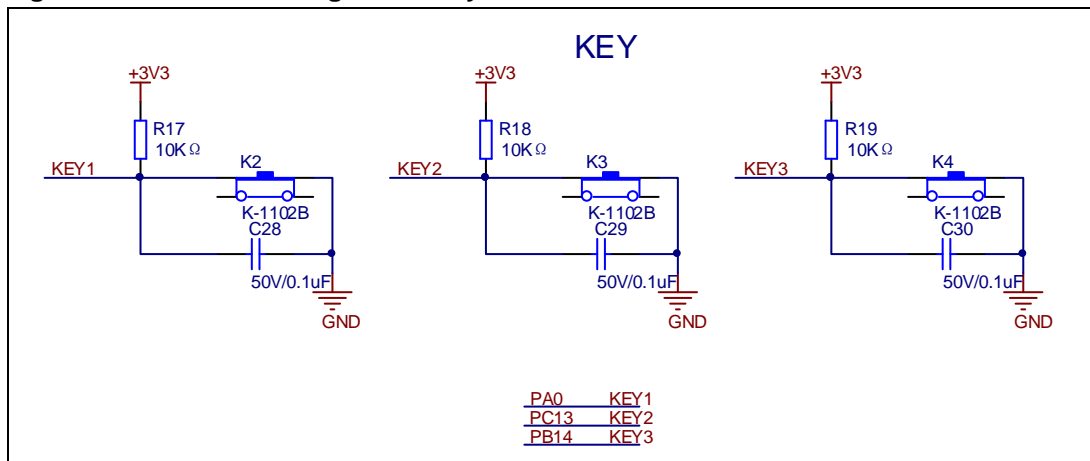 KEY
+3V3
R17
10KΩ
KEY1
K2
K-1102B
C28
50V/0.1uF
GND
+3V3
R18
10KΩ
KEY2
K3
K-1102B
C29
50V/0.1uF
GND
+3V3
R19
10KΩ
KEY3
K4
K-1102B
C30
50V/0.1uF
GND
PA0 KEY1
PC13 KEY2
PB14 KEY3